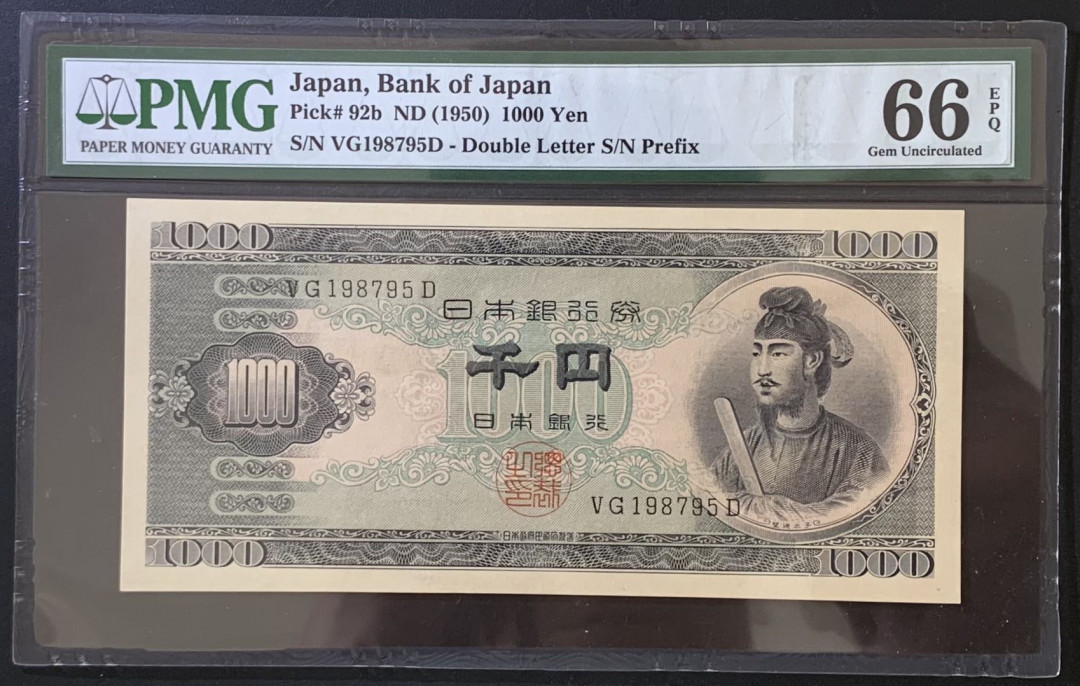 PMG
PAPER MONEY GUARANTY
Japan, Bank of Japan
Pick# 92b ND (1950) 1000 Yen
S/N VG198795D - Double Letter S/N Prefix
66
EPQ
Gem Uncirculated
1000 1000
VG198795D
日本銀行券
1000
千円
1000
日本銀行
VG198795D
1000 1000